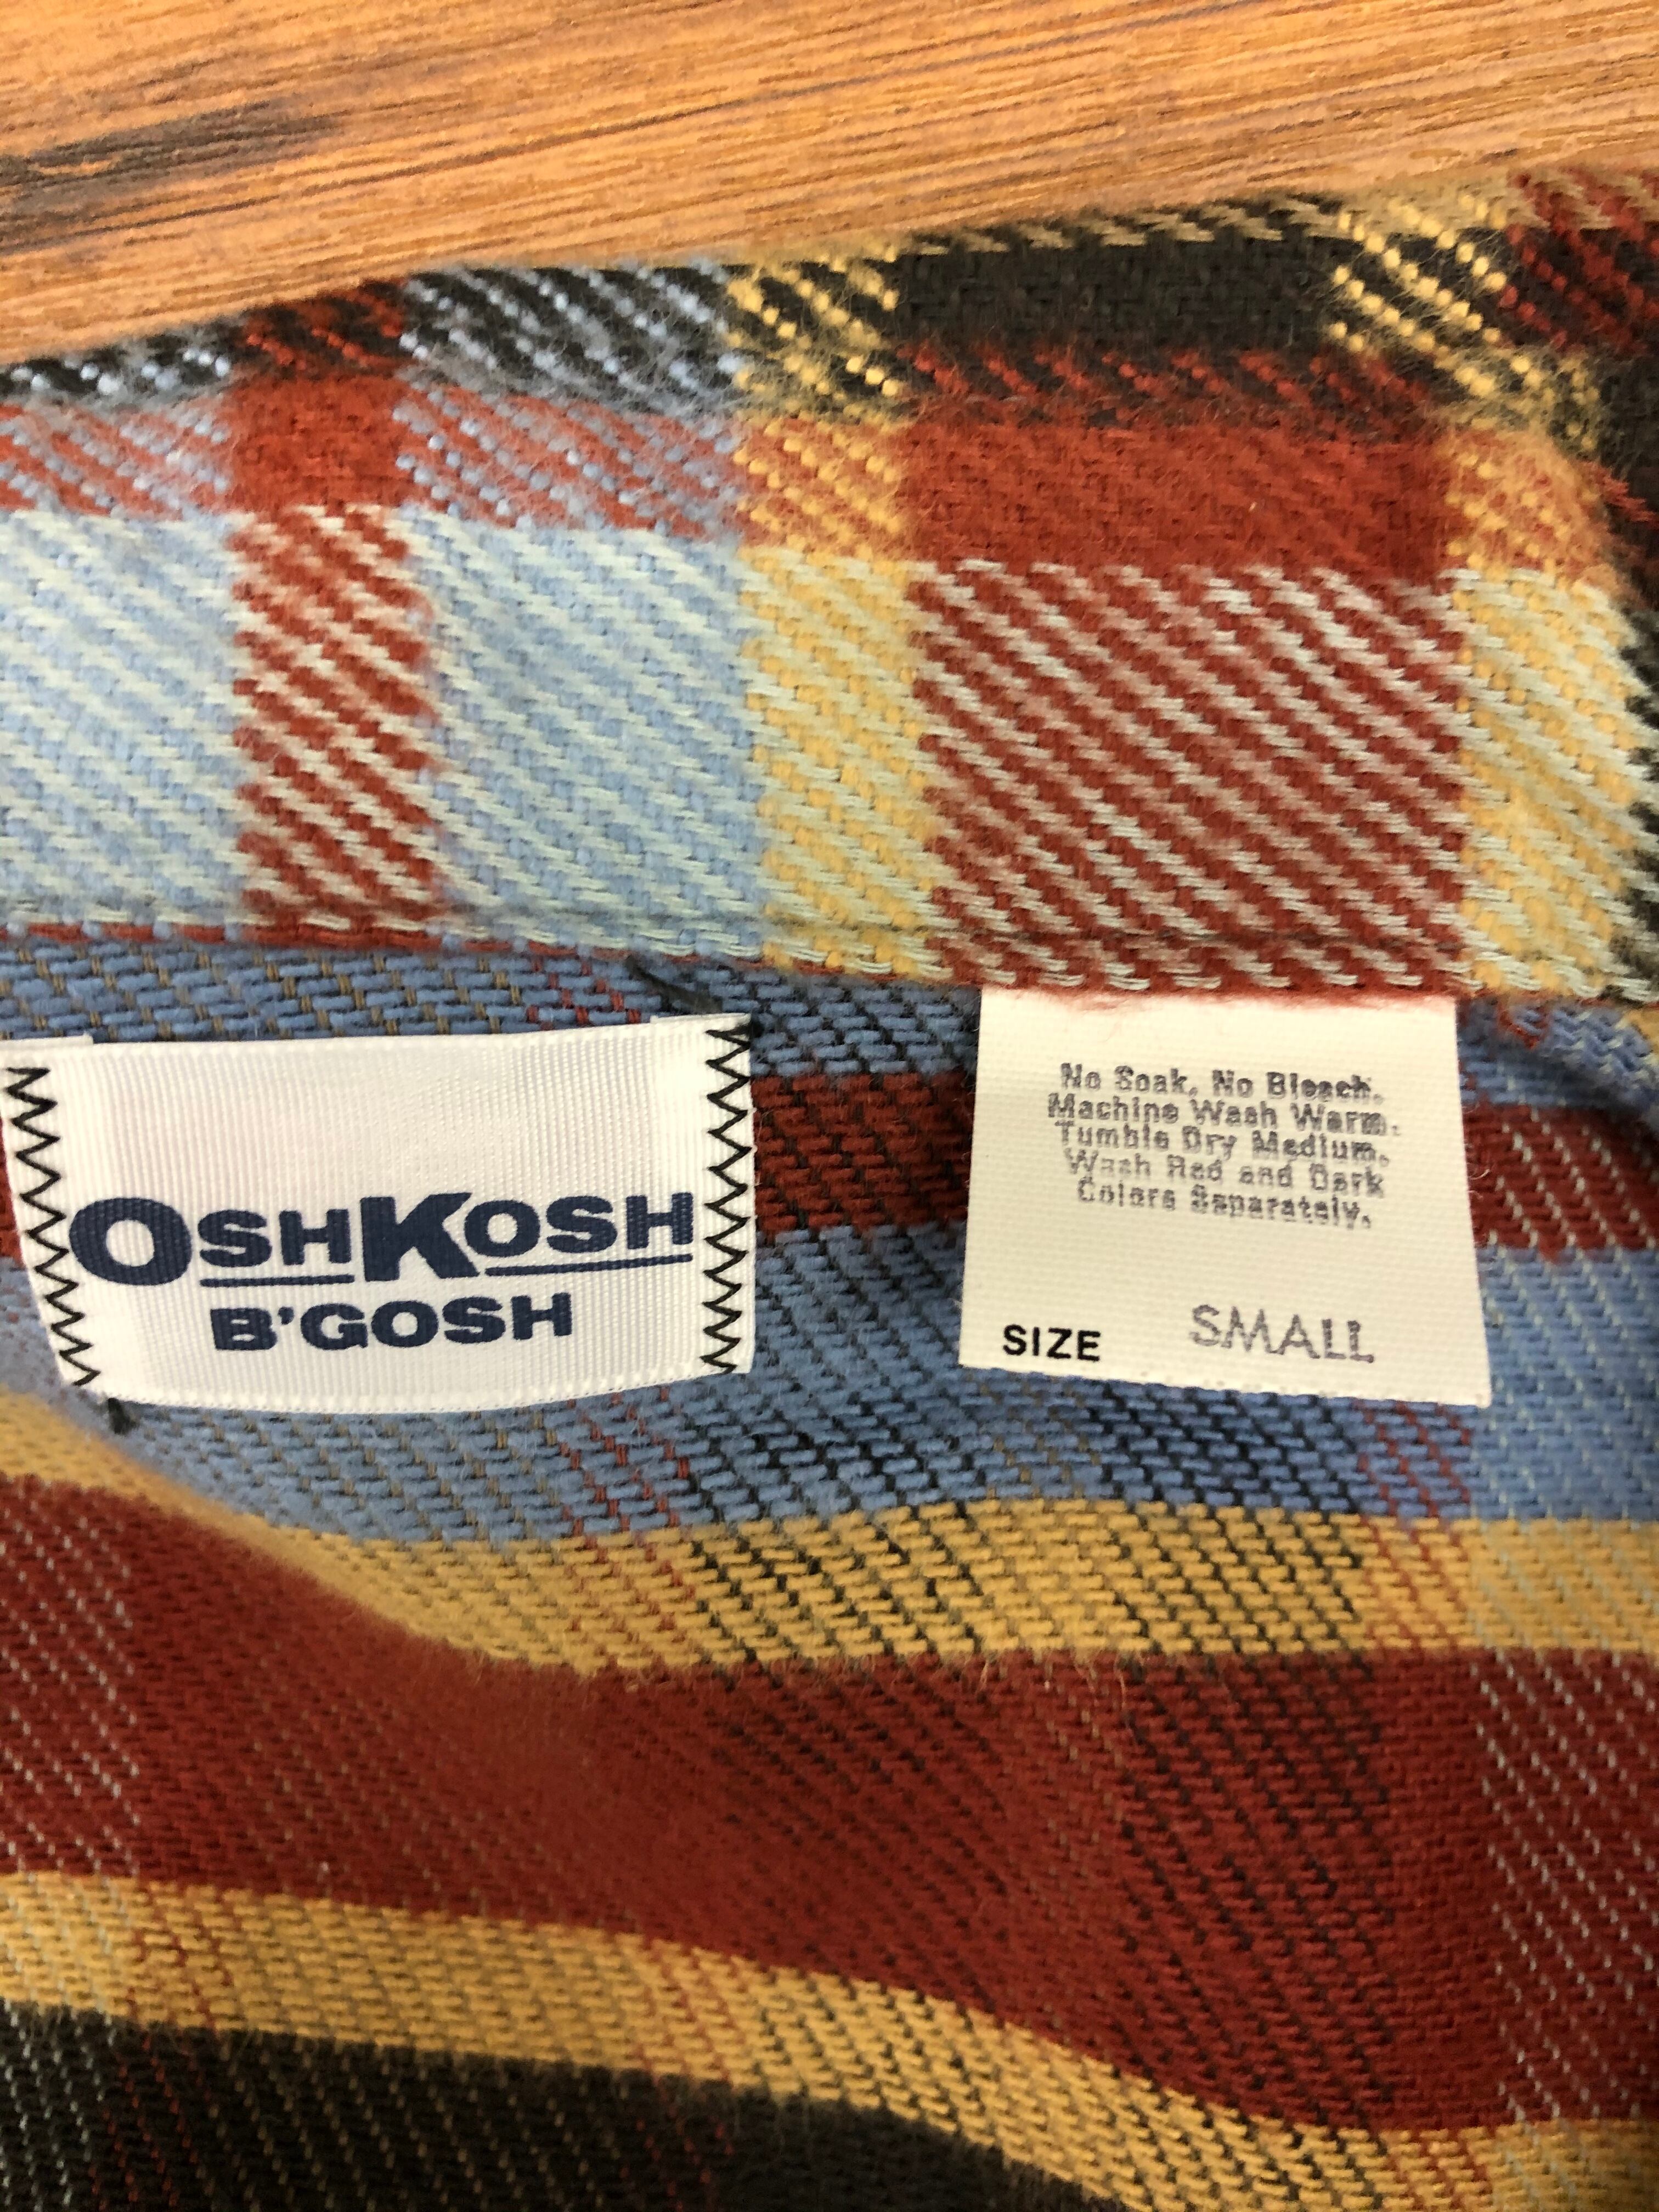 OSHKOSH
B'GOSH
No Soak, No Bleach.
Machine Wash Warm.
Tumble Dry Medium.
Wash Red and Dark
Colors Separately.
SIZE SMALL